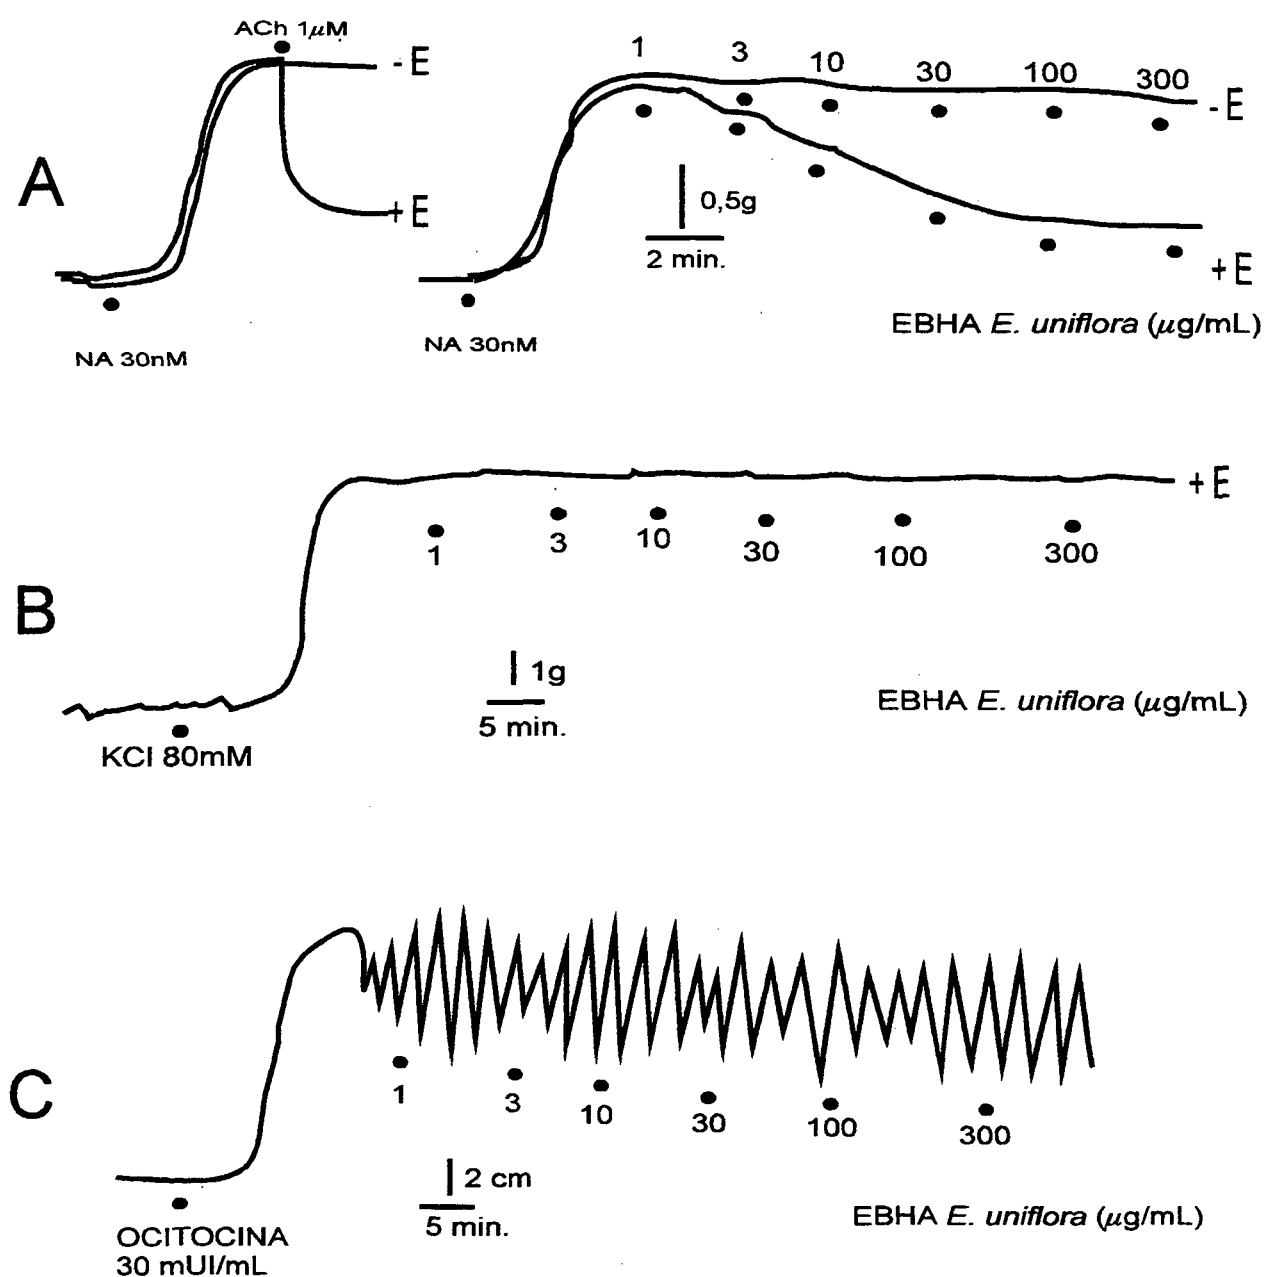 A
ACh 1μM
- E
+ E
NA 30nM
1 3 10 30 100 300
- E
0,5g
2 min.
+ E
NA 30nM
EBHA E. uniflora (μg/mL)
B
+ E
1 3 10 30 100 300
1g
5 min.
KCl 80mM
EBHA E. uniflora (μg/mL)
C
1 3 10 30 100 300
2 cm
5 min.
OCITOCINA
30 mUI/mL
EBHA E. uniflora (μg/mL)